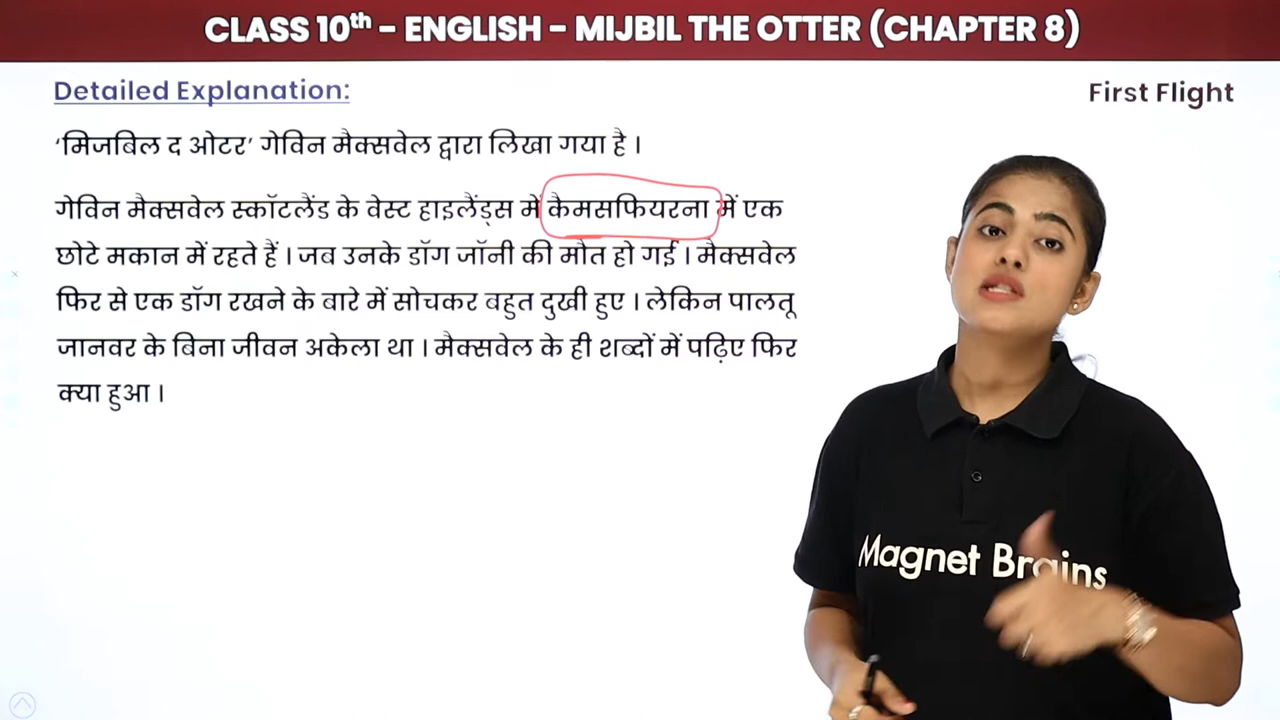 CLASS 10th - ENGLISH - MIJBIL THE OTTER (CHAPTER 8)
Detailed Explanation:
First Flight
‘मिजबिल द ओटर’ गेविन मैक्सवेल द्वारा लिखा गया है ।
गेविन मैक्सवेल स्कॉटलैंड के वेस्ट हाइलैंड्स में कैमसफियरना में एक
छोटे मकान में रहते हैं । जब उनके डॉग जॉनी की मौत हो गई । मैक्सवेल
फिर से एक डॉग रखने के बारे में सोचकर बहुत दुखी हुए । लेकिन पालतू
जानवर के बिना जीवन अकेला था । मैक्सवेल के ही शब्दों में पढ़िए फिर
क्या हुआ ।
Magnet Brains